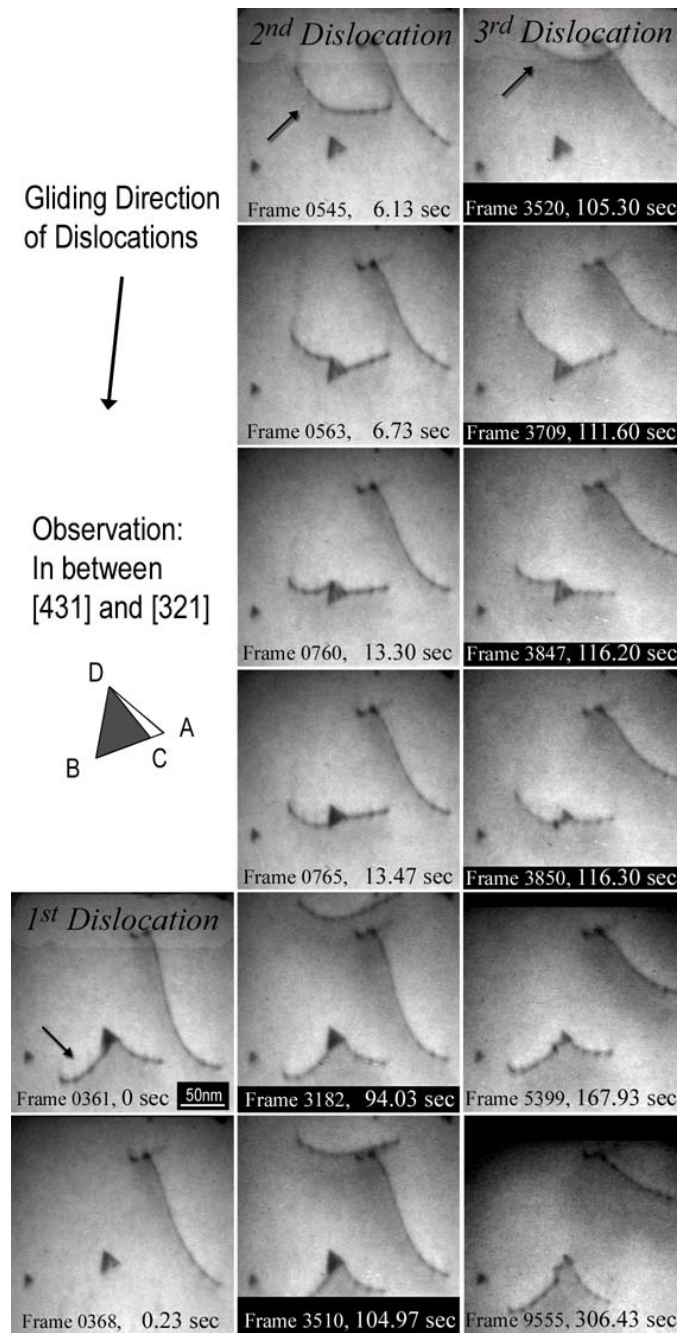 2nd Dislocation
3rd Dislocation
Frame 0545, 6.13 sec
Frame 3520, 105.30 sec
Gliding Direction
of Dislocations
Frame 0563, 6.73 sec
Frame 3709, 111.60 sec
Observation:
In between
[431] and [321]
Frame 0760, 13.30 sec
Frame 3847, 116.20 sec
D
A
B
C
Frame 0765, 13.47 sec
Frame 3850, 116.30 sec
1st Dislocation
50nm
Frame 0361, 0 sec
Frame 3182, 94.03 sec
Frame 5399, 167.93 sec
Frame 0368, 0.23 sec
Frame 3510, 104.97 sec
Frame 9555, 306.43 sec